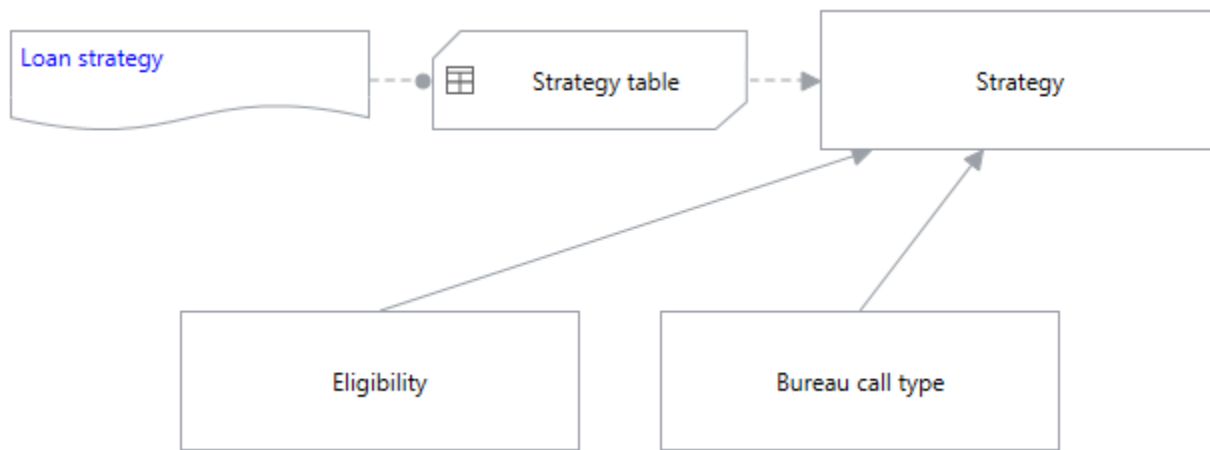 Loan strategy
Strategy table
Strategy
Eligibility
Bureau call type